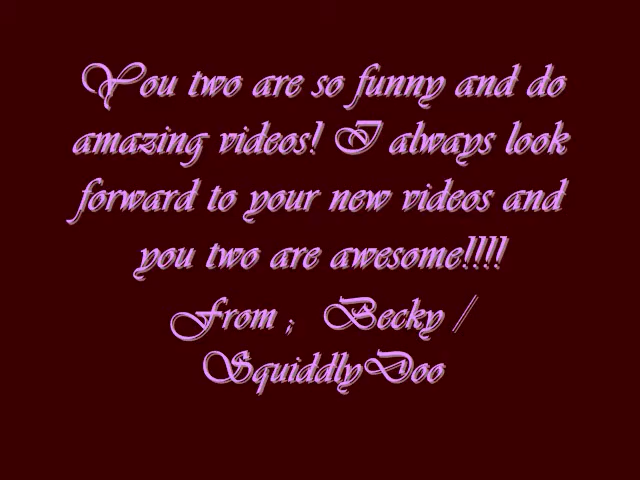 You two are so funny and do
amazing videos! I always look
forward to your new videos and
you two are awesome!!!!
From ; Becky /
SquiddlyDoo